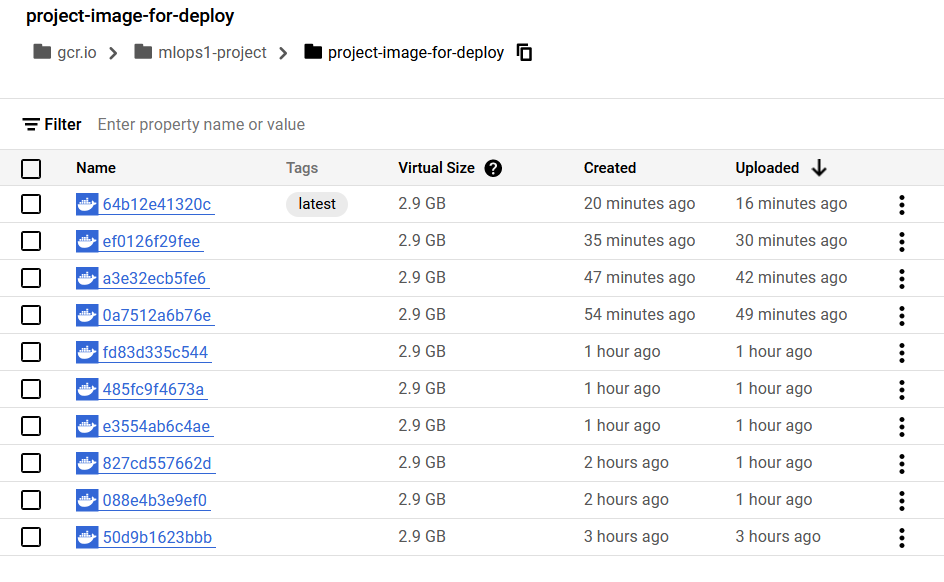 project-image-for-deploy
gcr.io > mlops1-project > project-image-for-deploy
Filter Enter property name or value
Name Tags Virtual Size ? Created Uploaded ↓
64b12e41320c latest 2.9 GB 20 minutes ago 16 minutes ago
ef0126f29fee 2.9 GB 35 minutes ago 30 minutes ago
a3e32ecb5fe6 2.9 GB 47 minutes ago 42 minutes ago
0a7512a6b76e 2.9 GB 54 minutes ago 49 minutes ago
fd83d335c544 2.9 GB 1 hour ago 1 hour ago
485fc9f4673a 2.9 GB 1 hour ago 1 hour ago
e3554ab6c4ae 2.9 GB 1 hour ago 1 hour ago
827cd557662d 2.9 GB 2 hours ago 1 hour ago
088e4b3e9ef0 2.9 GB 2 hours ago 1 hour ago
50d9b1623bbb 2.9 GB 3 hours ago 3 hours ago